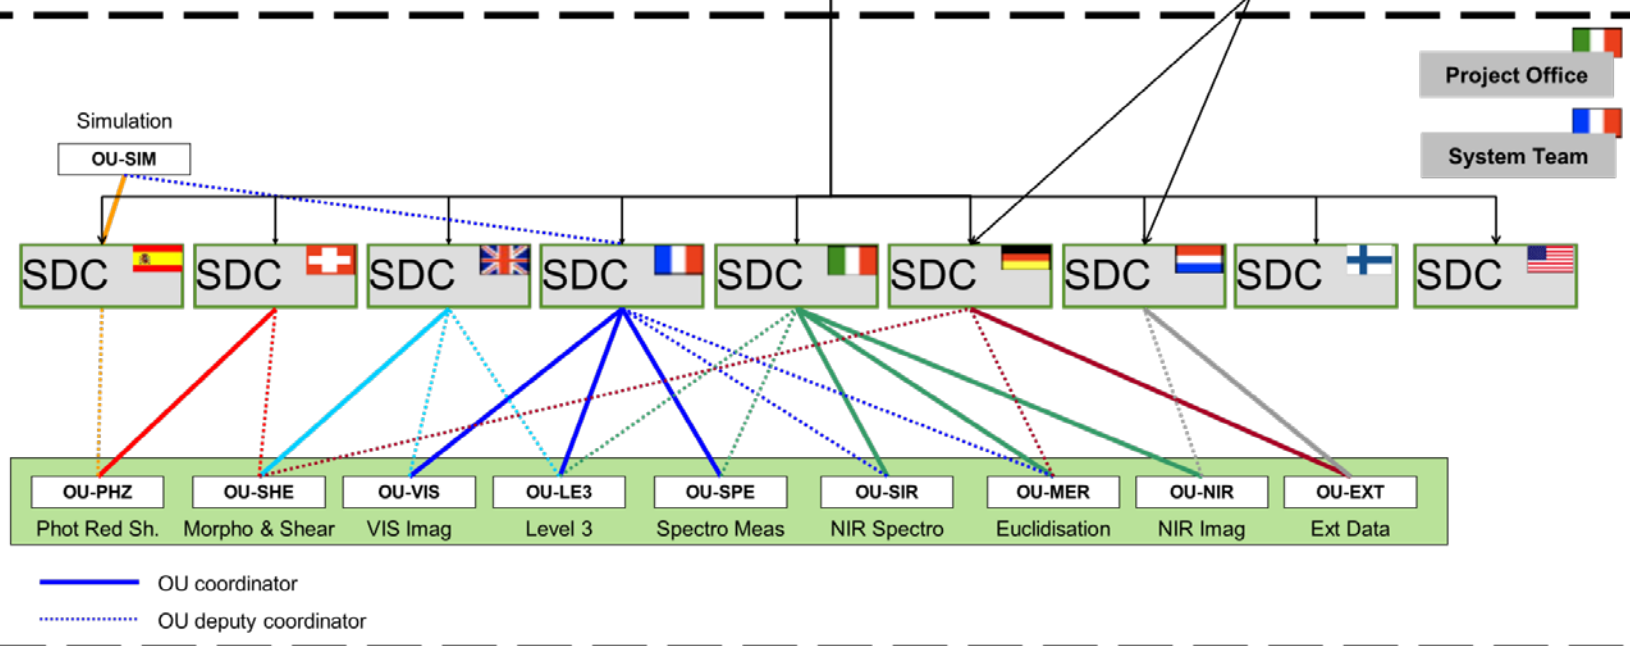 Project Office
Simulation
OU-SIM
System Team
SDC
SDC
SDC
SDC
SDC
SDC
SDC
SDC
SDC
OU-PHZ
OU-SHE
OU-VIS
OU-LE3
OU-SPE
OU-SIR
OU-MER
OU-NIR
OU-EXT
Phot Red Sh.
Morpho & Shear
VIS Imag
Level 3
Spectro Meas
NIR Spectro
Euclidisation
NIR Imag
Ext Data
OU coordinator
OU deputy coordinator